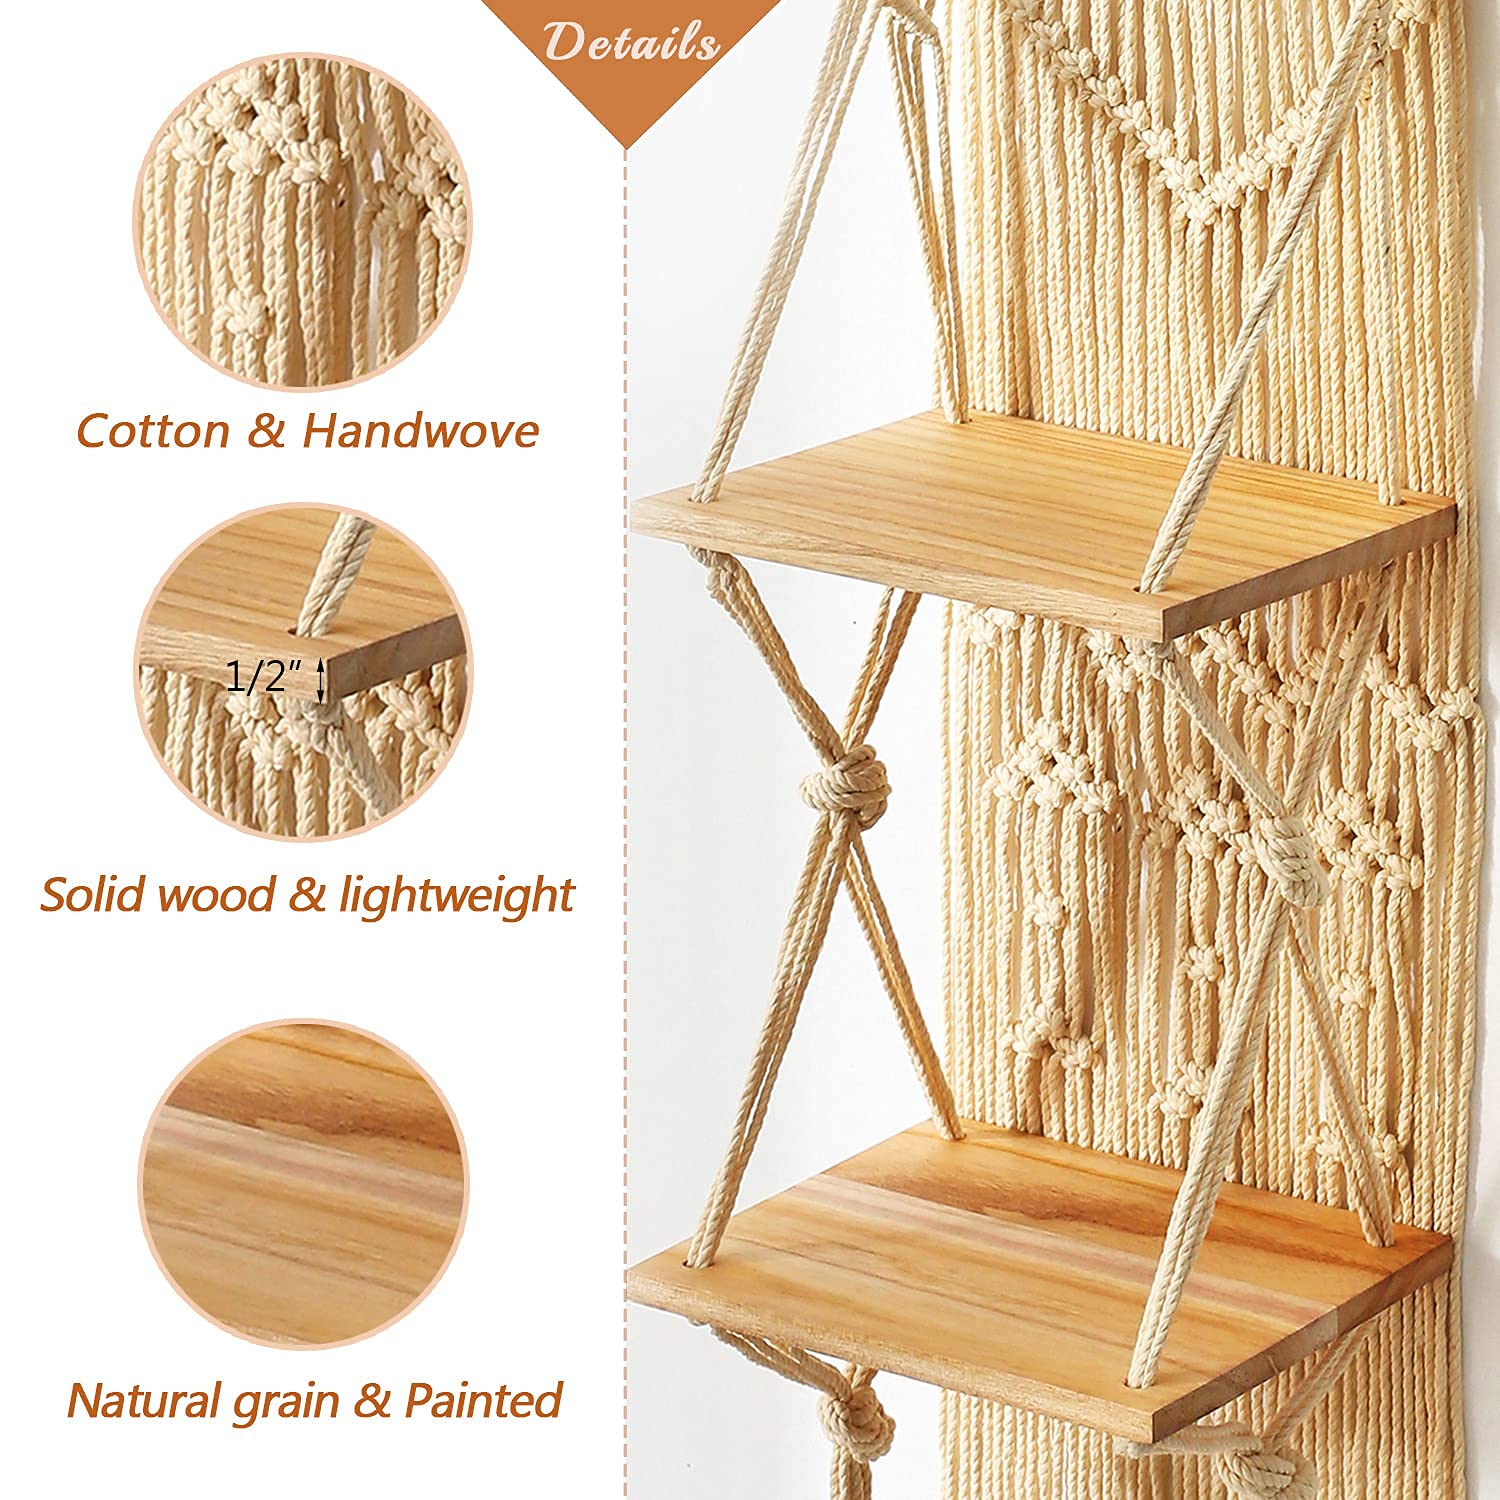 Details
Cotton & Handwove
1/2"
Solid wood & lightweight
Natural grain & Painted